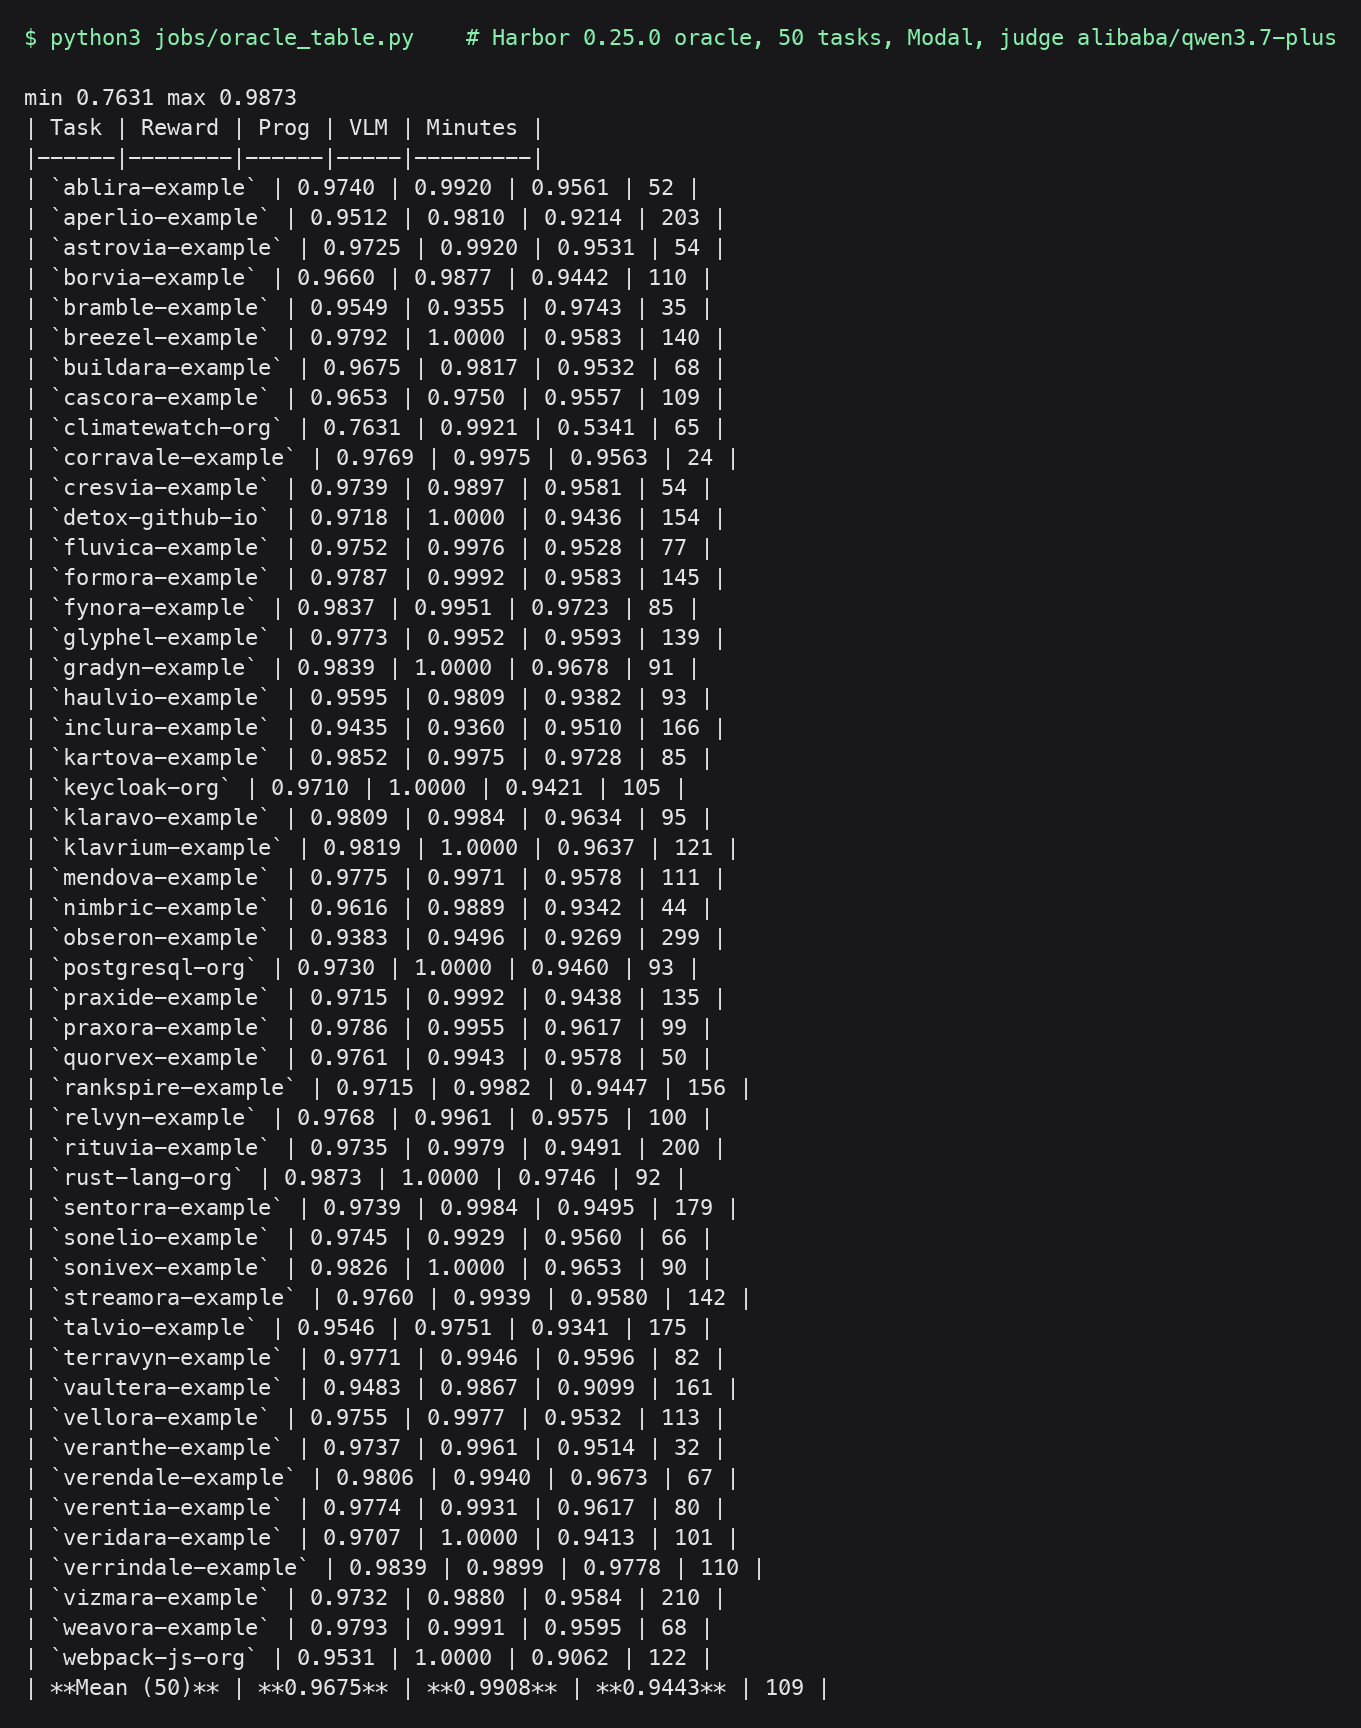 $ python3 jobs/oracle_table.py    # Harbor 0.25.0 oracle, 50 tasks, Modal, judge alibaba/qwen3.7-plus
min 0.7631 max 0.9873
| Task | Reward | Prog | VLM | Minutes |
|------|--------|------|-----|---------|
| `ablira-example` | 0.9740 | 0.9920 | 0.9561 | 52 |
| `aperlio-example` | 0.9512 | 0.9810 | 0.9214 | 203 |
| `astrovia-example` | 0.9725 | 0.9920 | 0.9531 | 54 |
| `borvia-example` | 0.9660 | 0.9877 | 0.9442 | 110 |
| `bramble-example` | 0.9549 | 0.9355 | 0.9743 | 35 |
| `breezel-example` | 0.9792 | 1.0000 | 0.9583 | 140 |
| `buildara-example` | 0.9675 | 0.9817 | 0.9532 | 68 |
| `cascora-example` | 0.9653 | 0.9750 | 0.9557 | 109 |
| `climatewatch-org` | 0.7631 | 0.9921 | 0.5341 | 65 |
| `corravale-example` | 0.9769 | 0.9975 | 0.9563 | 24 |
| `cresvia-example` | 0.9739 | 0.9897 | 0.9581 | 54 |
| `detox-github-io` | 0.9718 | 1.0000 | 0.9436 | 154 |
| `fluvica-example` | 0.9752 | 0.9976 | 0.9528 | 77 |
| `formora-example` | 0.9787 | 0.9992 | 0.9583 | 145 |
| `fynora-example` | 0.9837 | 0.9951 | 0.9723 | 85 |
| `glyphel-example` | 0.9773 | 0.9952 | 0.9593 | 139 |
| `gradyn-example` | 0.9839 | 1.0000 | 0.9678 | 91 |
| `haulvio-example` | 0.9595 | 0.9809 | 0.9382 | 93 |
| `inclura-example` | 0.9435 | 0.9360 | 0.9510 | 166 |
| `kartova-example` | 0.9852 | 0.9975 | 0.9728 | 85 |
| `keycloak-org` | 0.9710 | 1.0000 | 0.9421 | 105 |
| `klaravo-example` | 0.9809 | 0.9984 | 0.9634 | 95 |
| `klavrium-example` | 0.9819 | 1.0000 | 0.9637 | 121 |
| `mendova-example` | 0.9775 | 0.9971 | 0.9578 | 111 |
| `nimbric-example` | 0.9616 | 0.9889 | 0.9342 | 44 |
| `obseron-example` | 0.9383 | 0.9496 | 0.9269 | 299 |
| `postgresql-org` | 0.9730 | 1.0000 | 0.9460 | 93 |
| `praxide-example` | 0.9715 | 0.9992 | 0.9438 | 135 |
| `praxora-example` | 0.9786 | 0.9955 | 0.9617 | 99 |
| `quorvex-example` | 0.9761 | 0.9943 | 0.9578 | 50 |
| `rankspire-example` | 0.9715 | 0.9982 | 0.9447 | 156 |
| `relvyn-example` | 0.9768 | 0.9961 | 0.9575 | 100 |
| `rituvia-example` | 0.9735 | 0.9979 | 0.9491 | 200 |
| `rust-lang-org` | 0.9873 | 1.0000 | 0.9746 | 92 |
| `sentorra-example` | 0.9739 | 0.9984 | 0.9495 | 179 |
| `sonelio-example` | 0.9745 | 0.9929 | 0.9560 | 66 |
| `sonivex-example` | 0.9826 | 1.0000 | 0.9653 | 90 |
| `streamora-example` | 0.9760 | 0.9939 | 0.9580 | 142 |
| `talvio-example` | 0.9546 | 0.9751 | 0.9341 | 175 |
| `terravyn-example` | 0.9771 | 0.9946 | 0.9596 | 82 |
| `vaultera-example` | 0.9483 | 0.9867 | 0.9099 | 161 |
| `vellora-example` | 0.9755 | 0.9977 | 0.9532 | 113 |
| `veranthe-example` | 0.9737 | 0.9961 | 0.9514 | 32 |
| `verendale-example` | 0.9806 | 0.9940 | 0.9673 | 67 |
| `verentia-example` | 0.9774 | 0.9931 | 0.9617 | 80 |
| `veridara-example` | 0.9707 | 1.0000 | 0.9413 | 101 |
| `verrindale-example` | 0.9839 | 0.9899 | 0.9778 | 110 |
| `vizmara-example` | 0.9732 | 0.9880 | 0.9584 | 210 |
| `weavora-example` | 0.9793 | 0.9991 | 0.9595 | 68 |
| `webpack-js-org` | 0.9531 | 1.0000 | 0.9062 | 122 |
| **Mean (50)** | **0.9675** | **0.9908** | **0.9443** | 109 |